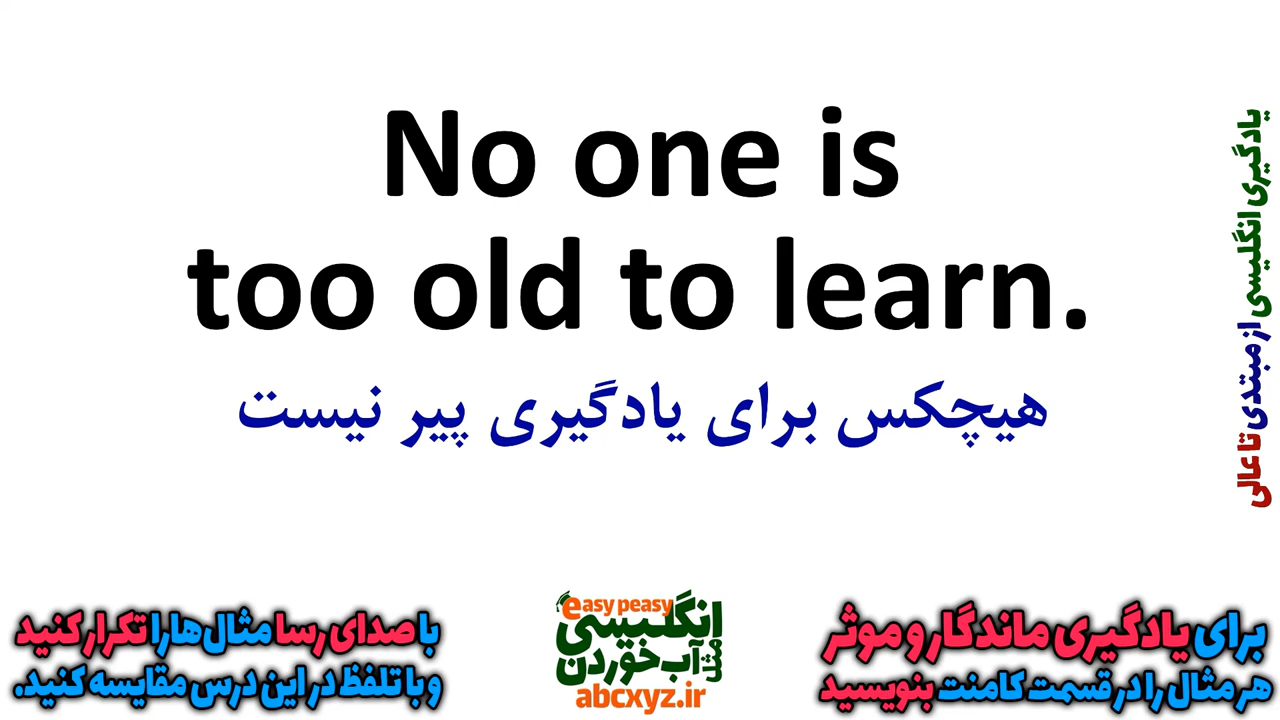 No one is
too old to learn.
هیچکس برای یادگیری پیر نیست
یادگیری انگلیسی از مبتدی تا عالی
برای یادگیری ماندگار و موثر
هر مثال را در قسمت کامنت بنویسید
easy peasy
انگلیسی
مثل آب خوردن
abcxyz.ir
با صدای رسا مثال‌ها را تکرار کنید
و با تلفظ در این درس مقایسه کنید.